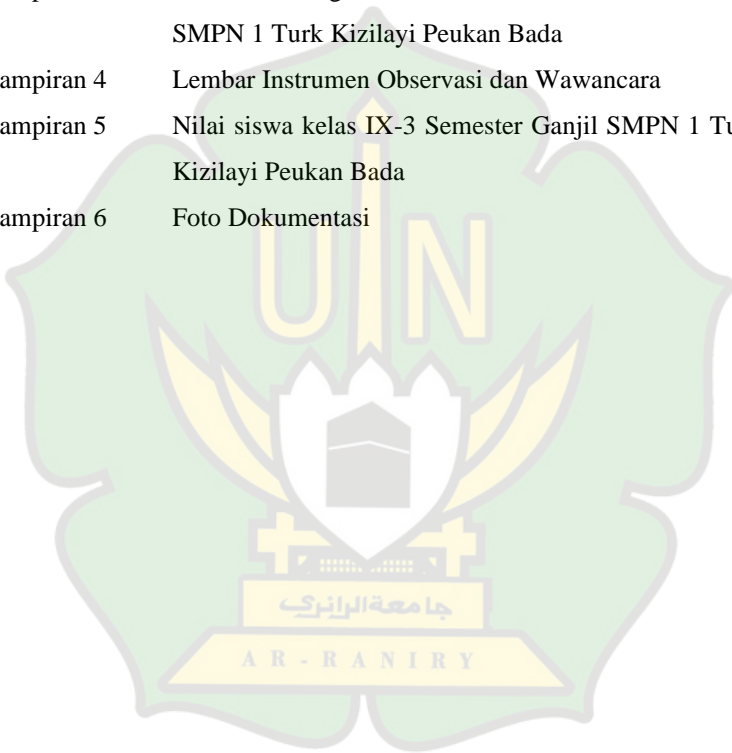 SMPN 1 Turk Kizilayi Peukan Bada
ampiran 4 Lembar Instrumen Observasi dan Wawancara
ampiran 5 Nilai siswa kelas IX-3 Semester Ganjil SMPN 1 Tu
Kizilayi Peukan Bada
ampiran 6 Foto Dokumentasi
UIN
جامعة الرانري
AR-RANIRY